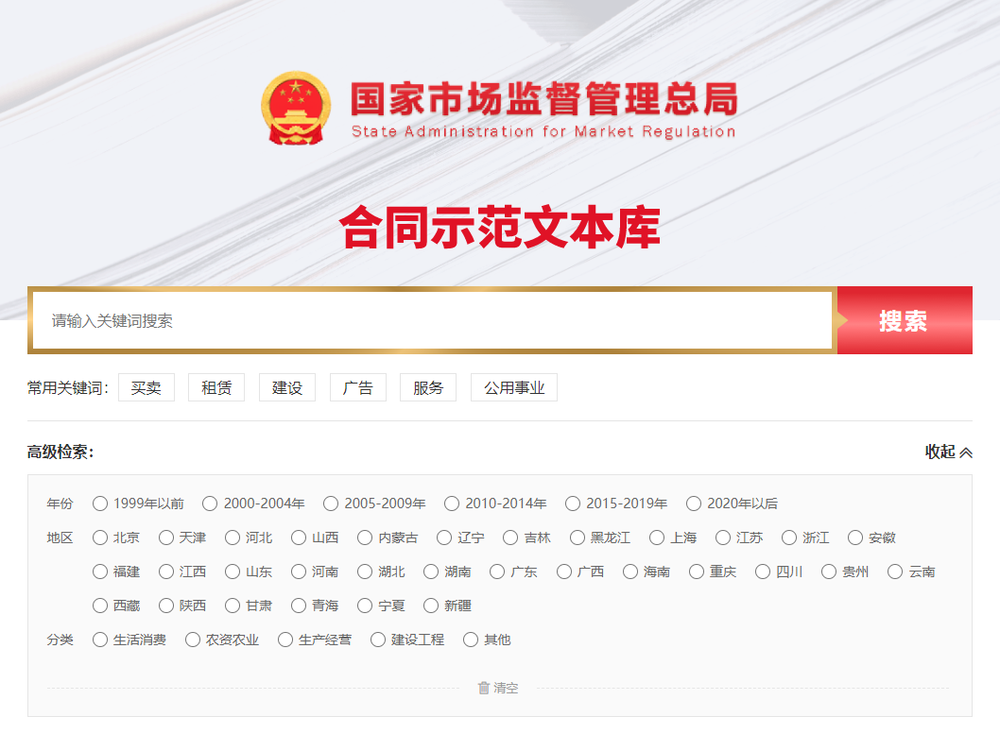 国家市场监督管理总局
State Administration for Market Regulation
合同示范文本库
请输入关键词搜索
搜索
常用关键词： 买卖 租赁 建设 广告 服务 公用事业
高级检索： 收起
年份 1999年以前 2000-2004年 2005-2009年 2010-2014年 2015-2019年 2020年以后
地区 北京 天津 河北 山西 内蒙古 辽宁 吉林 黑龙江 上海 江苏 浙江 安徽
福建 江西 山东 河南 湖北 湖南 广东 广西 海南 重庆 四川 贵州 云南
西藏 陕西 甘肃 青海 宁夏 新疆
分类 生活消费 农资农业 生产经营 建设工程 其他
清空